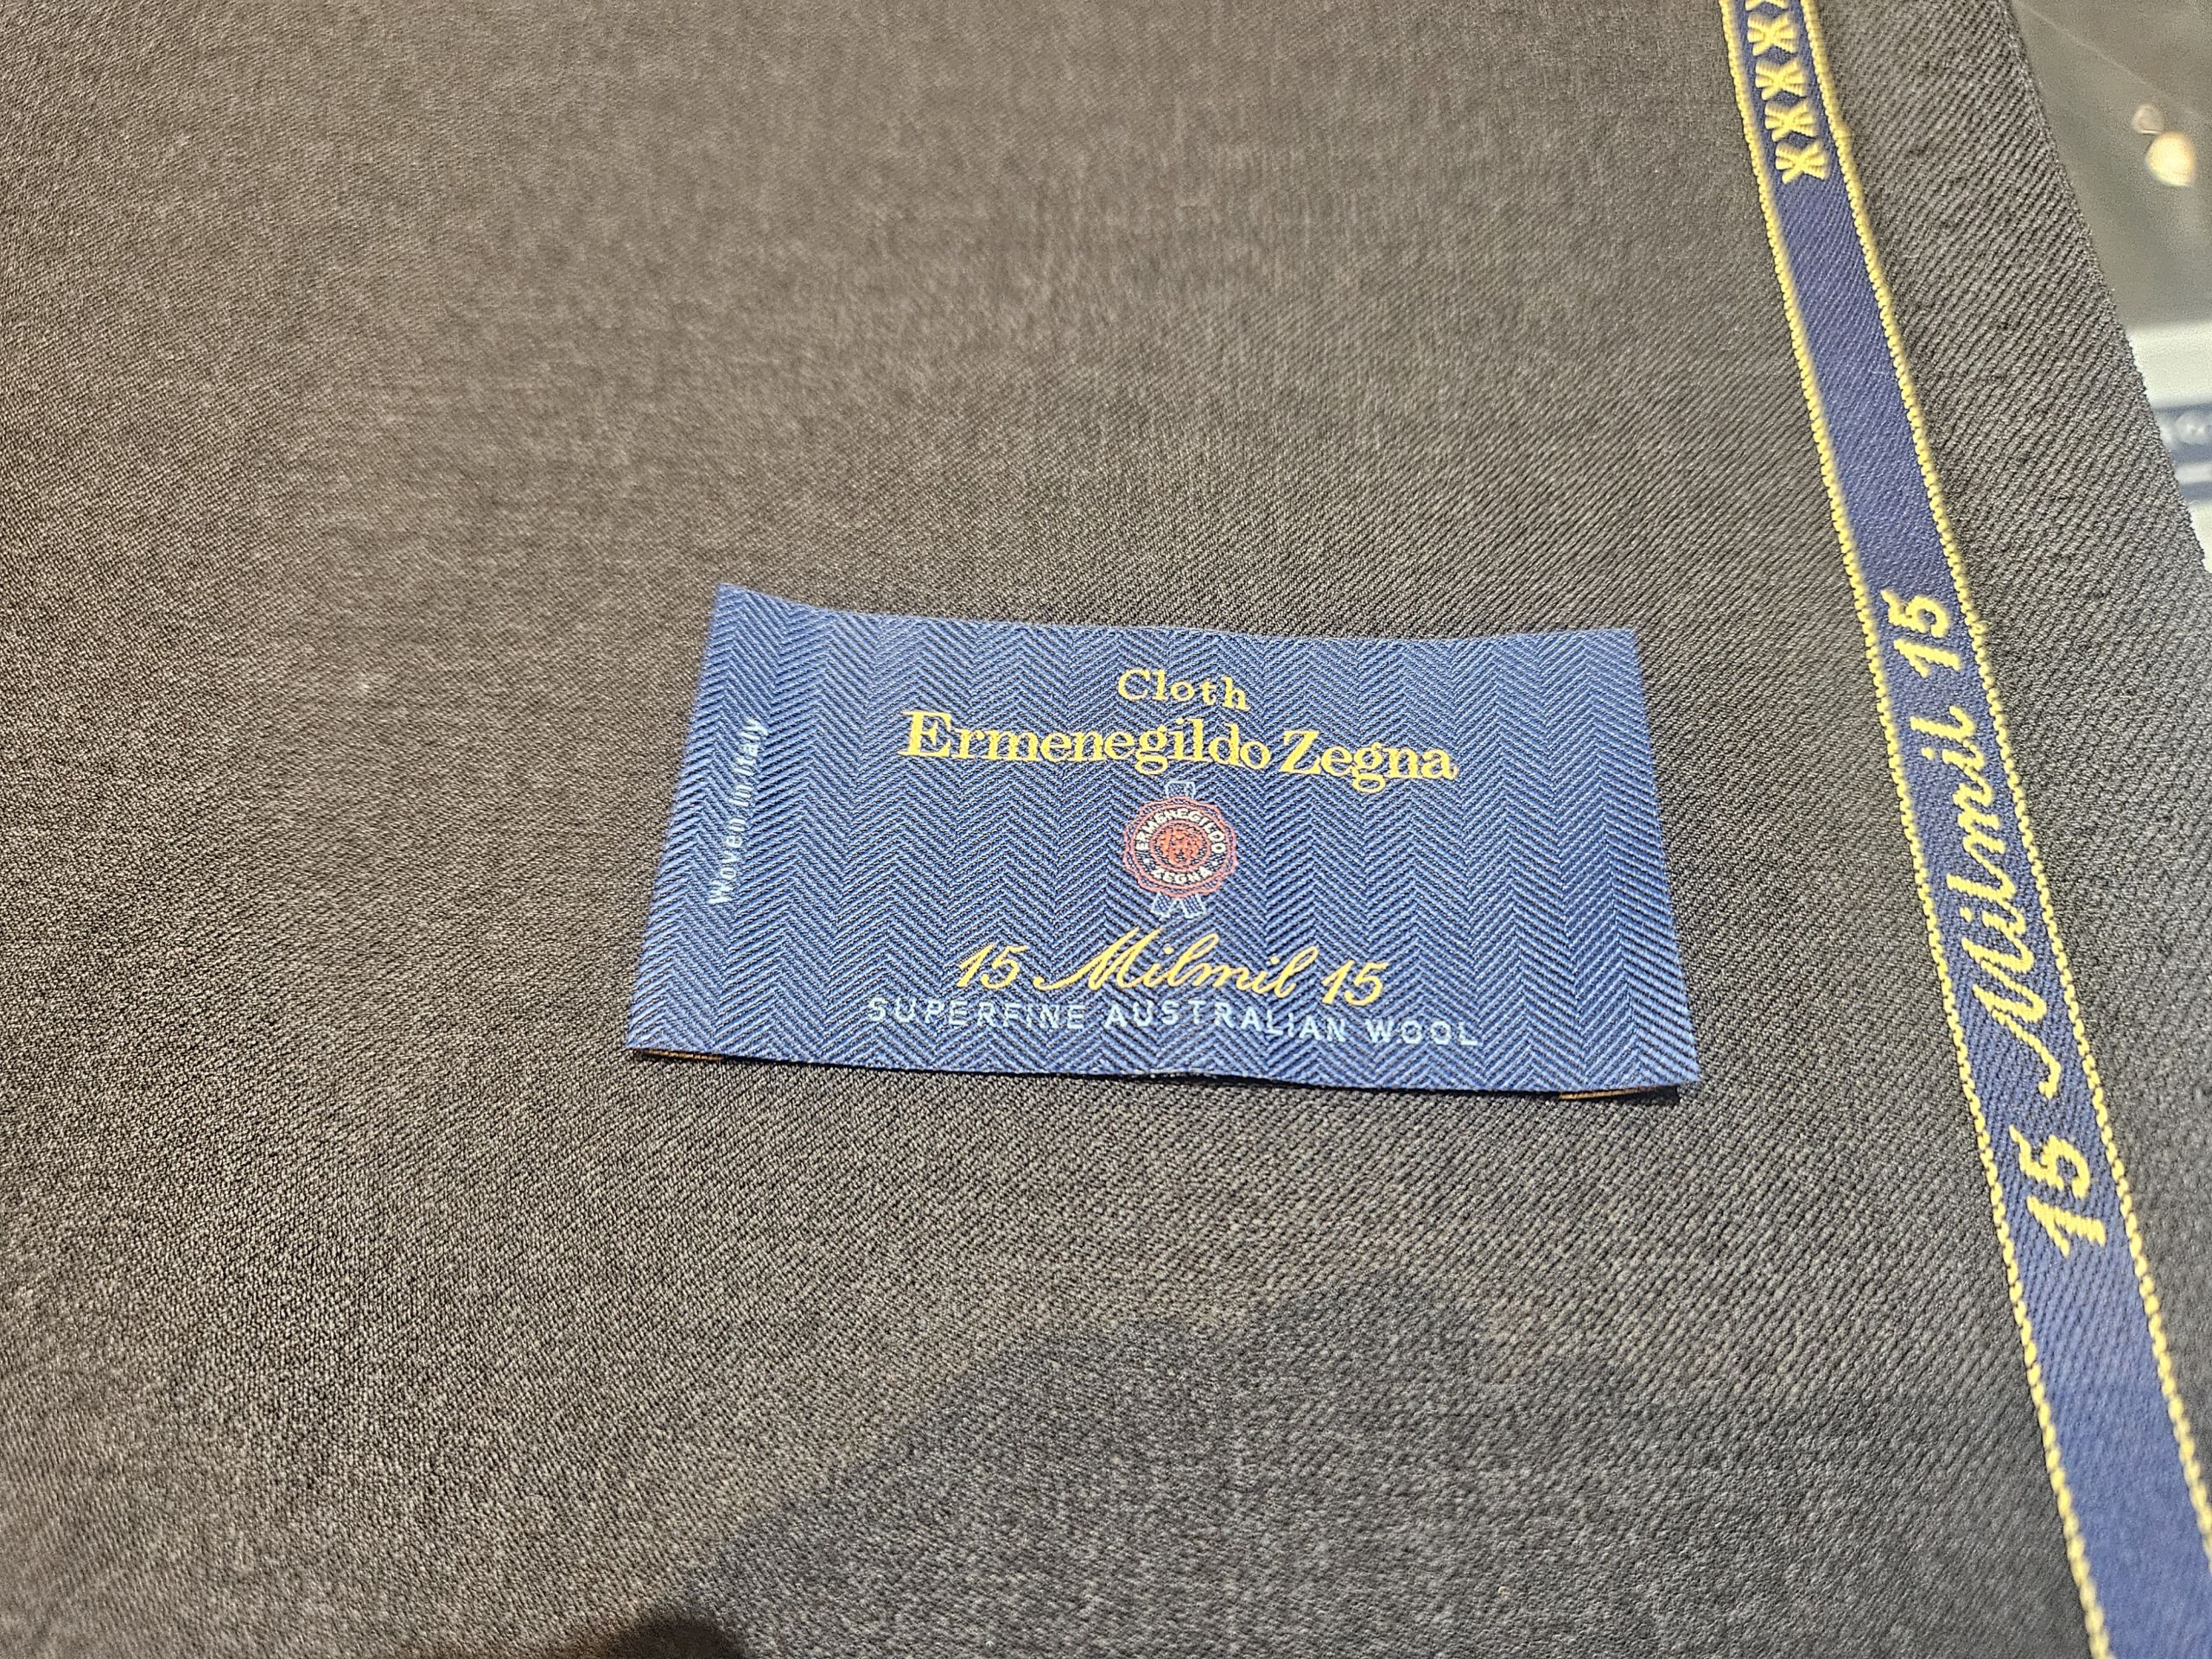 Cloth
Ermenegildo Zegna
ERMENEGILDO
ZEGNA
15 Milmil 15
SUPERFINE AUSTRALIAN WOOL
Woven in Italy
15 Milmil 15
XXXX